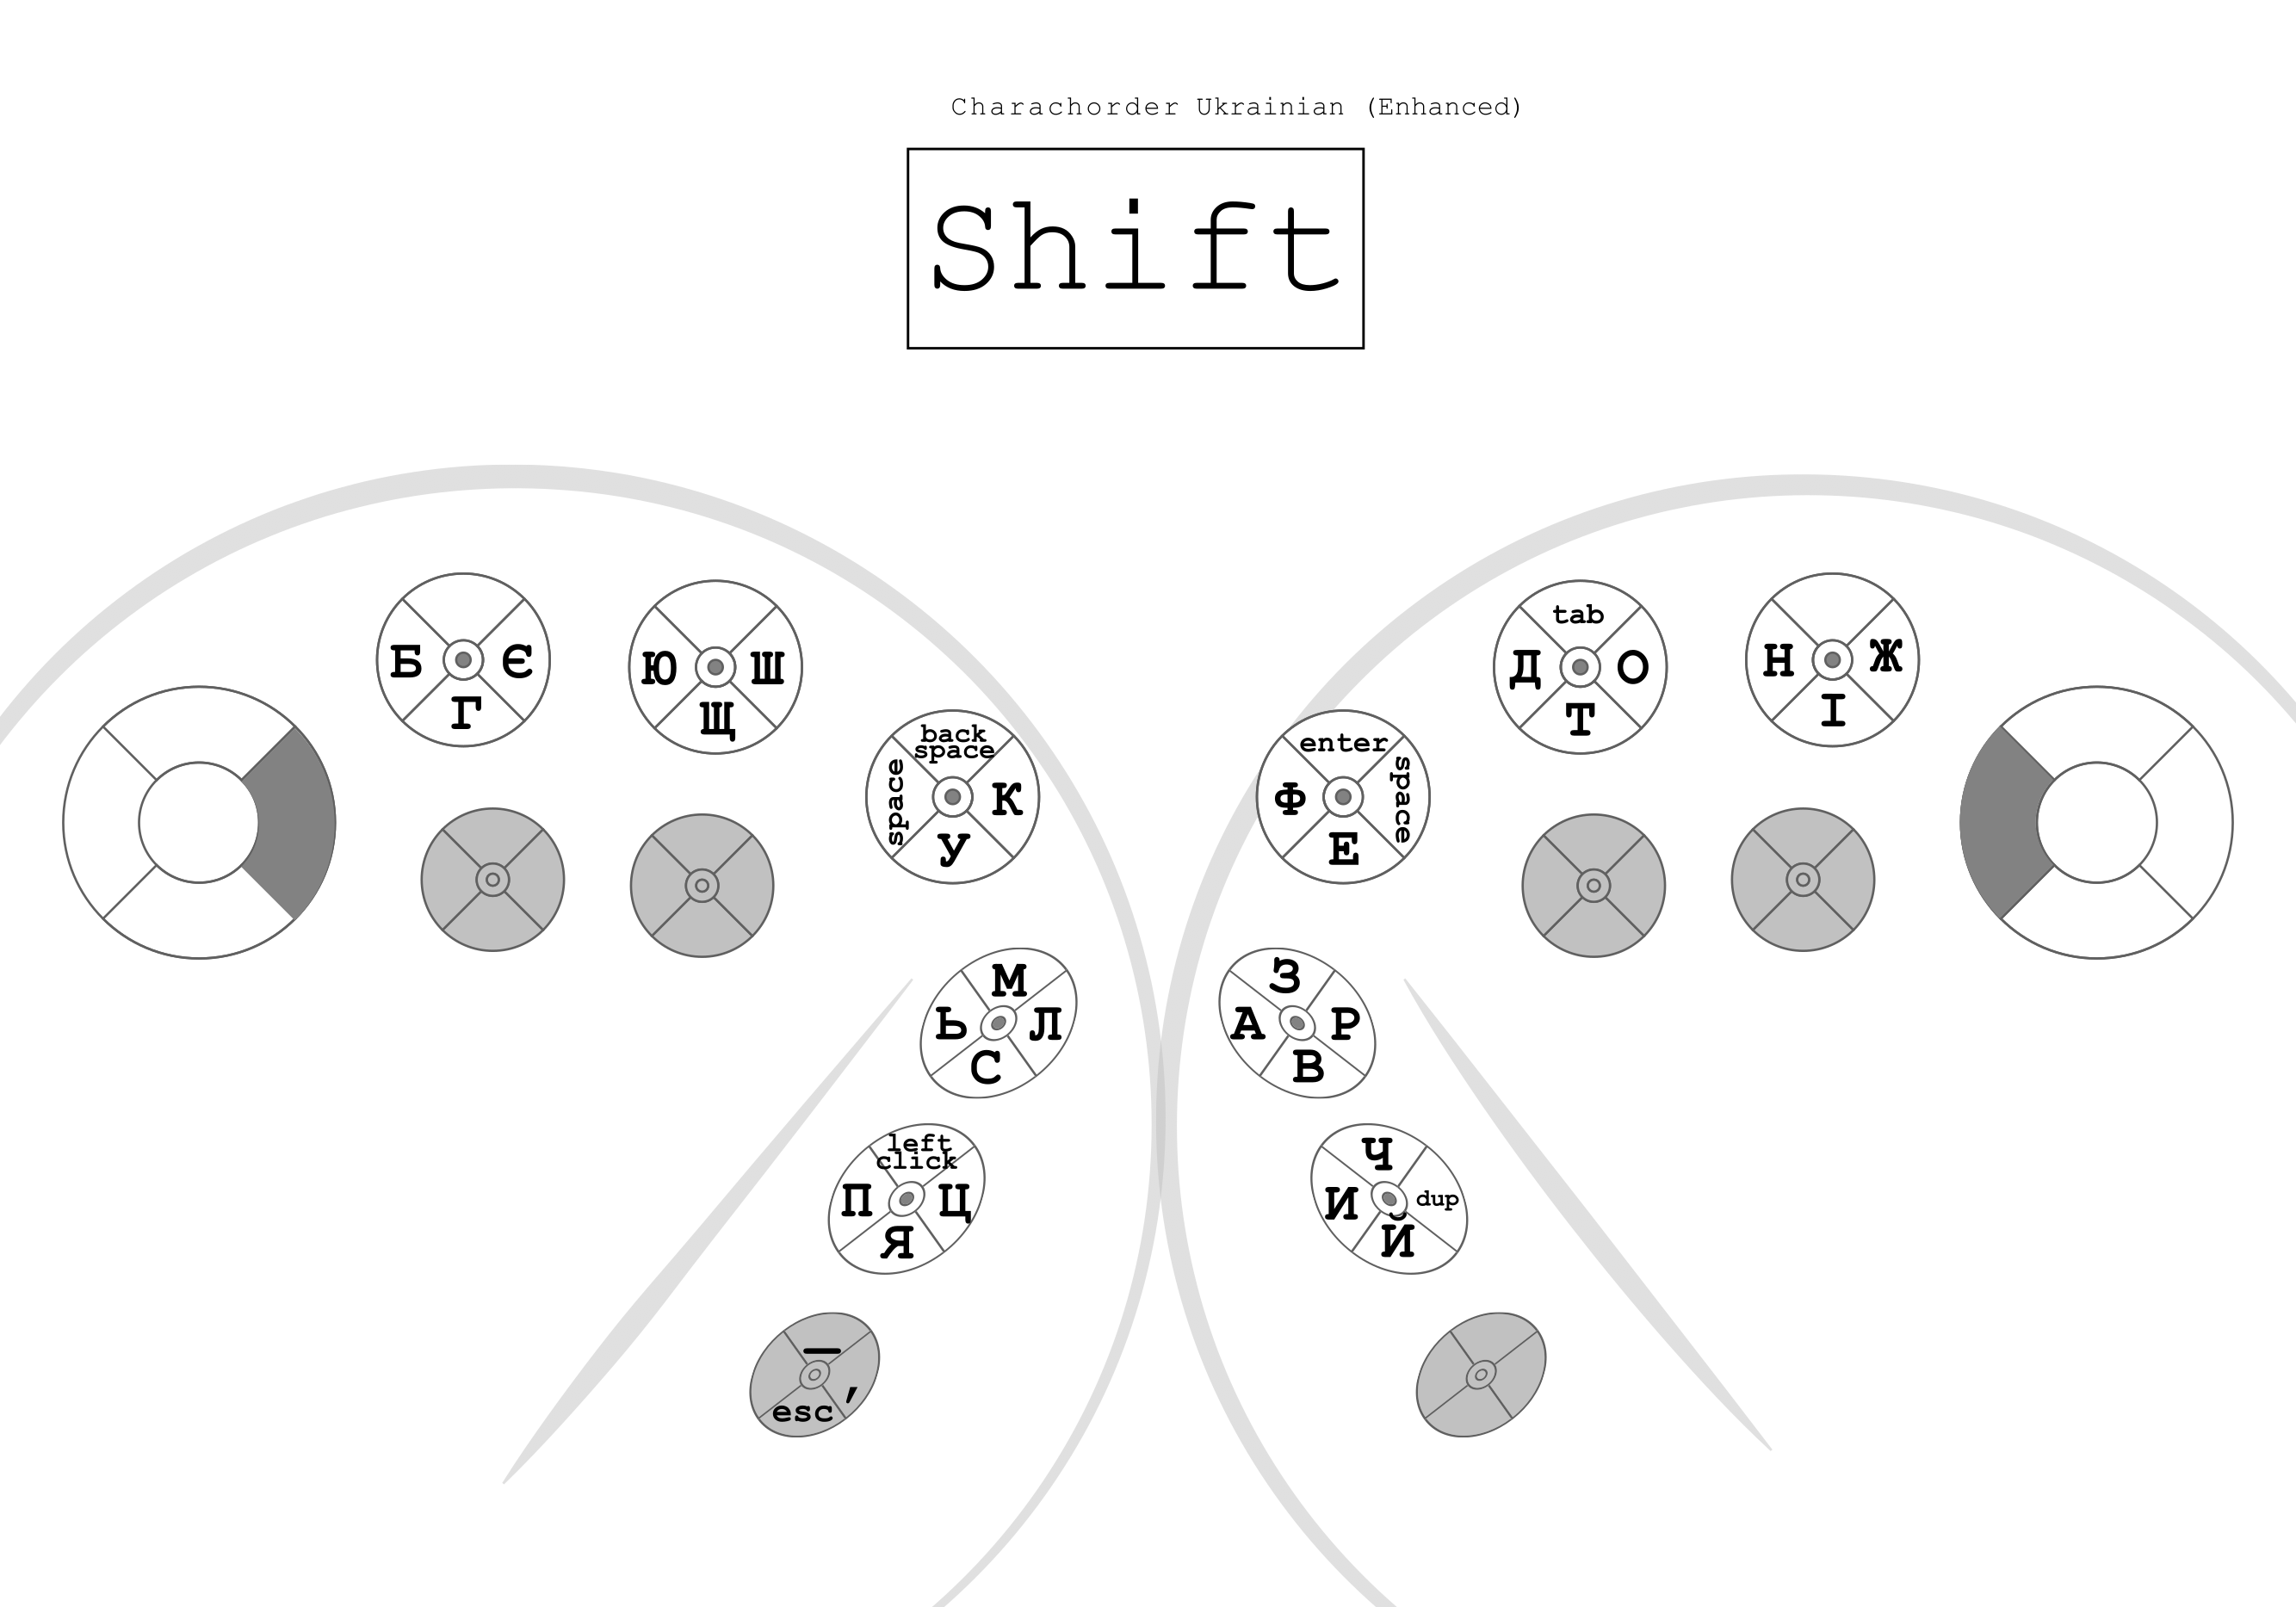 Charachorder Ukrainian (Enhanced)
Shift
Б Є
Г
Ю Ш
Щ
back
space
space К
У
enter
Ф space
Е
tab
Д О
Т
Н Ж
І
М
Ь Л
С
З
А Р
В
left
click
П Ц
Я
Ч
И dup
Й
_
esc ′